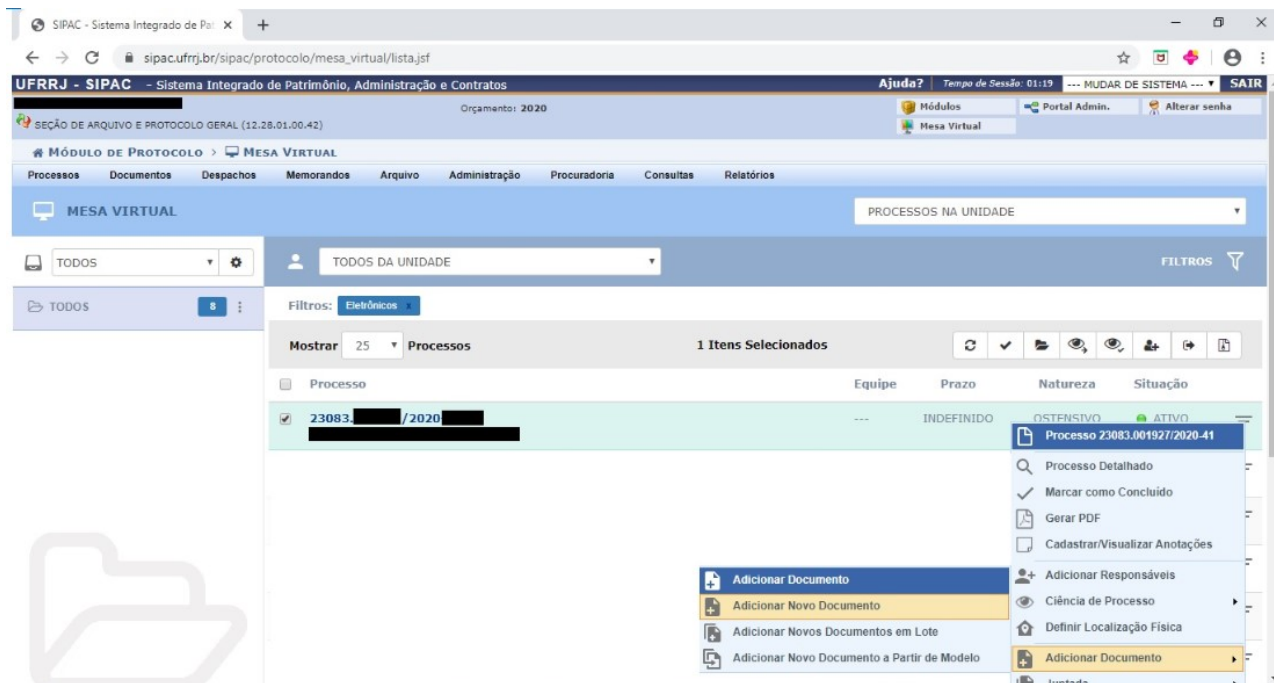 SIPAC - Sistema Integrado de Pat
sipac.ufrrj.br/sipac/protocolo/mesa_virtual/lista.jsf
UFRRJ - SIPAC - Sistema Integrado de Patrimônio, Administração e Contratos
Ajuda? Tempo de Sessão: 01:19 --- MUDAR DE SISTEMA --- SAIR
Orçamento: 2020
Módulos Portal Admin. Alterar senha
SEÇÃO DE ARQUIVO E PROTOCOLO GERAL (12.28.01.00.42)
Mesa Virtual
MÓDULO DE PROTOCOLO > MESA VIRTUAL
Processos Documentos Despachos Memorandos Arquivo Administração Procuradoria Consultas Relatórios
MESA VIRTUAL
PROCESSOS NA UNIDADE
TODOS
TODOS DA UNIDADE
FILTROS
TODOS 8
Filtros: Eletrônicos x
Mostrar 25 Processos
1 Itens Selecionados
Processo Equipe Prazo Natureza Situação
23083. /2020 --- INDEFINIDO OSTENSIVO ATIVO
Processo 23083.001927/2020-41
Processo Detalhado
Marcar como Concluído
Gerar PDF
Cadastrar/Visualizar Anotações
Adicionar Responsáveis
Ciência de Processo
Definir Localização Física
Adicionar Documento
Juntada
Adicionar Documento
Adicionar Novo Documento
Adicionar Novos Documentos em Lote
Adicionar Novo Documento a Partir de Modelo